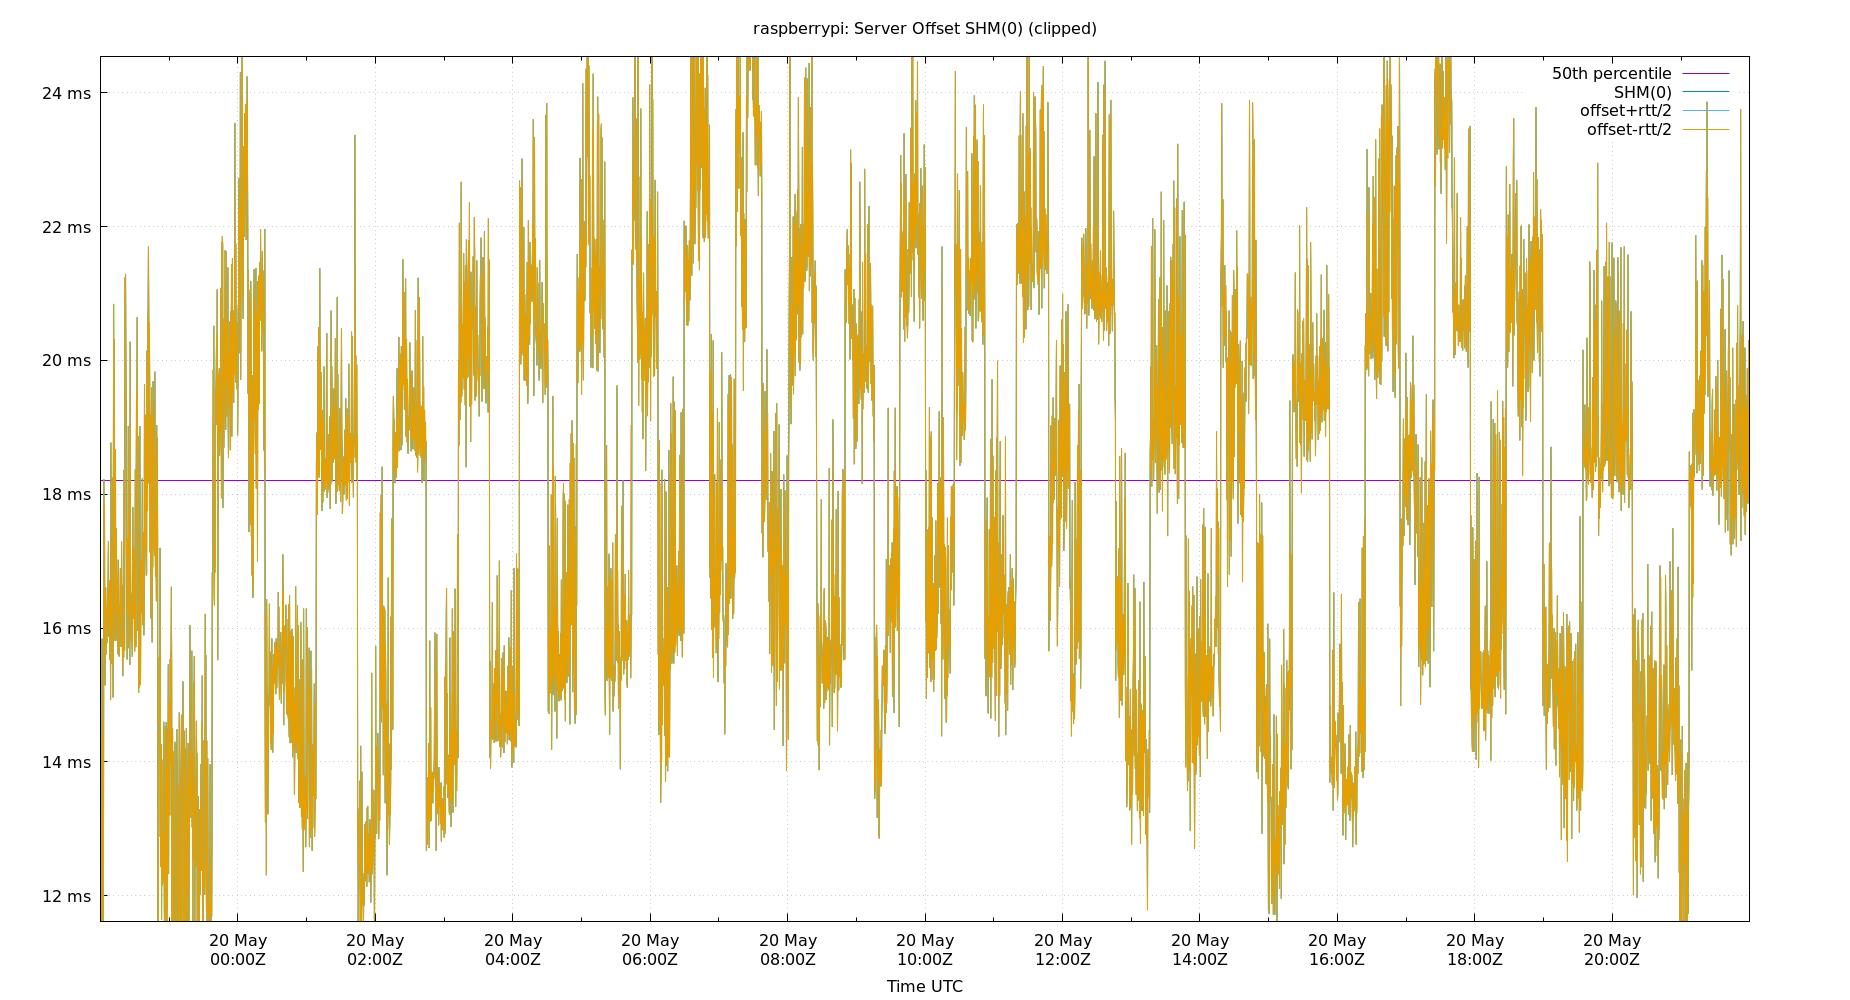 raspberrypi: Server Offset SHM(0) (clipped)
50th percentile
SHM(0)
offset+rtt/2
offset-rtt/2
24 ms
22 ms
20 ms
18 ms
16 ms
14 ms
12 ms
20 May 20 May 20 May 20 May 20 May 20 May 20 May 20 May 20 May 20 May 20 May
00:00Z 02:00Z 04:00Z 06:00Z 08:00Z 10:00Z 12:00Z 14:00Z 16:00Z 18:00Z 20:00Z
Time UTC